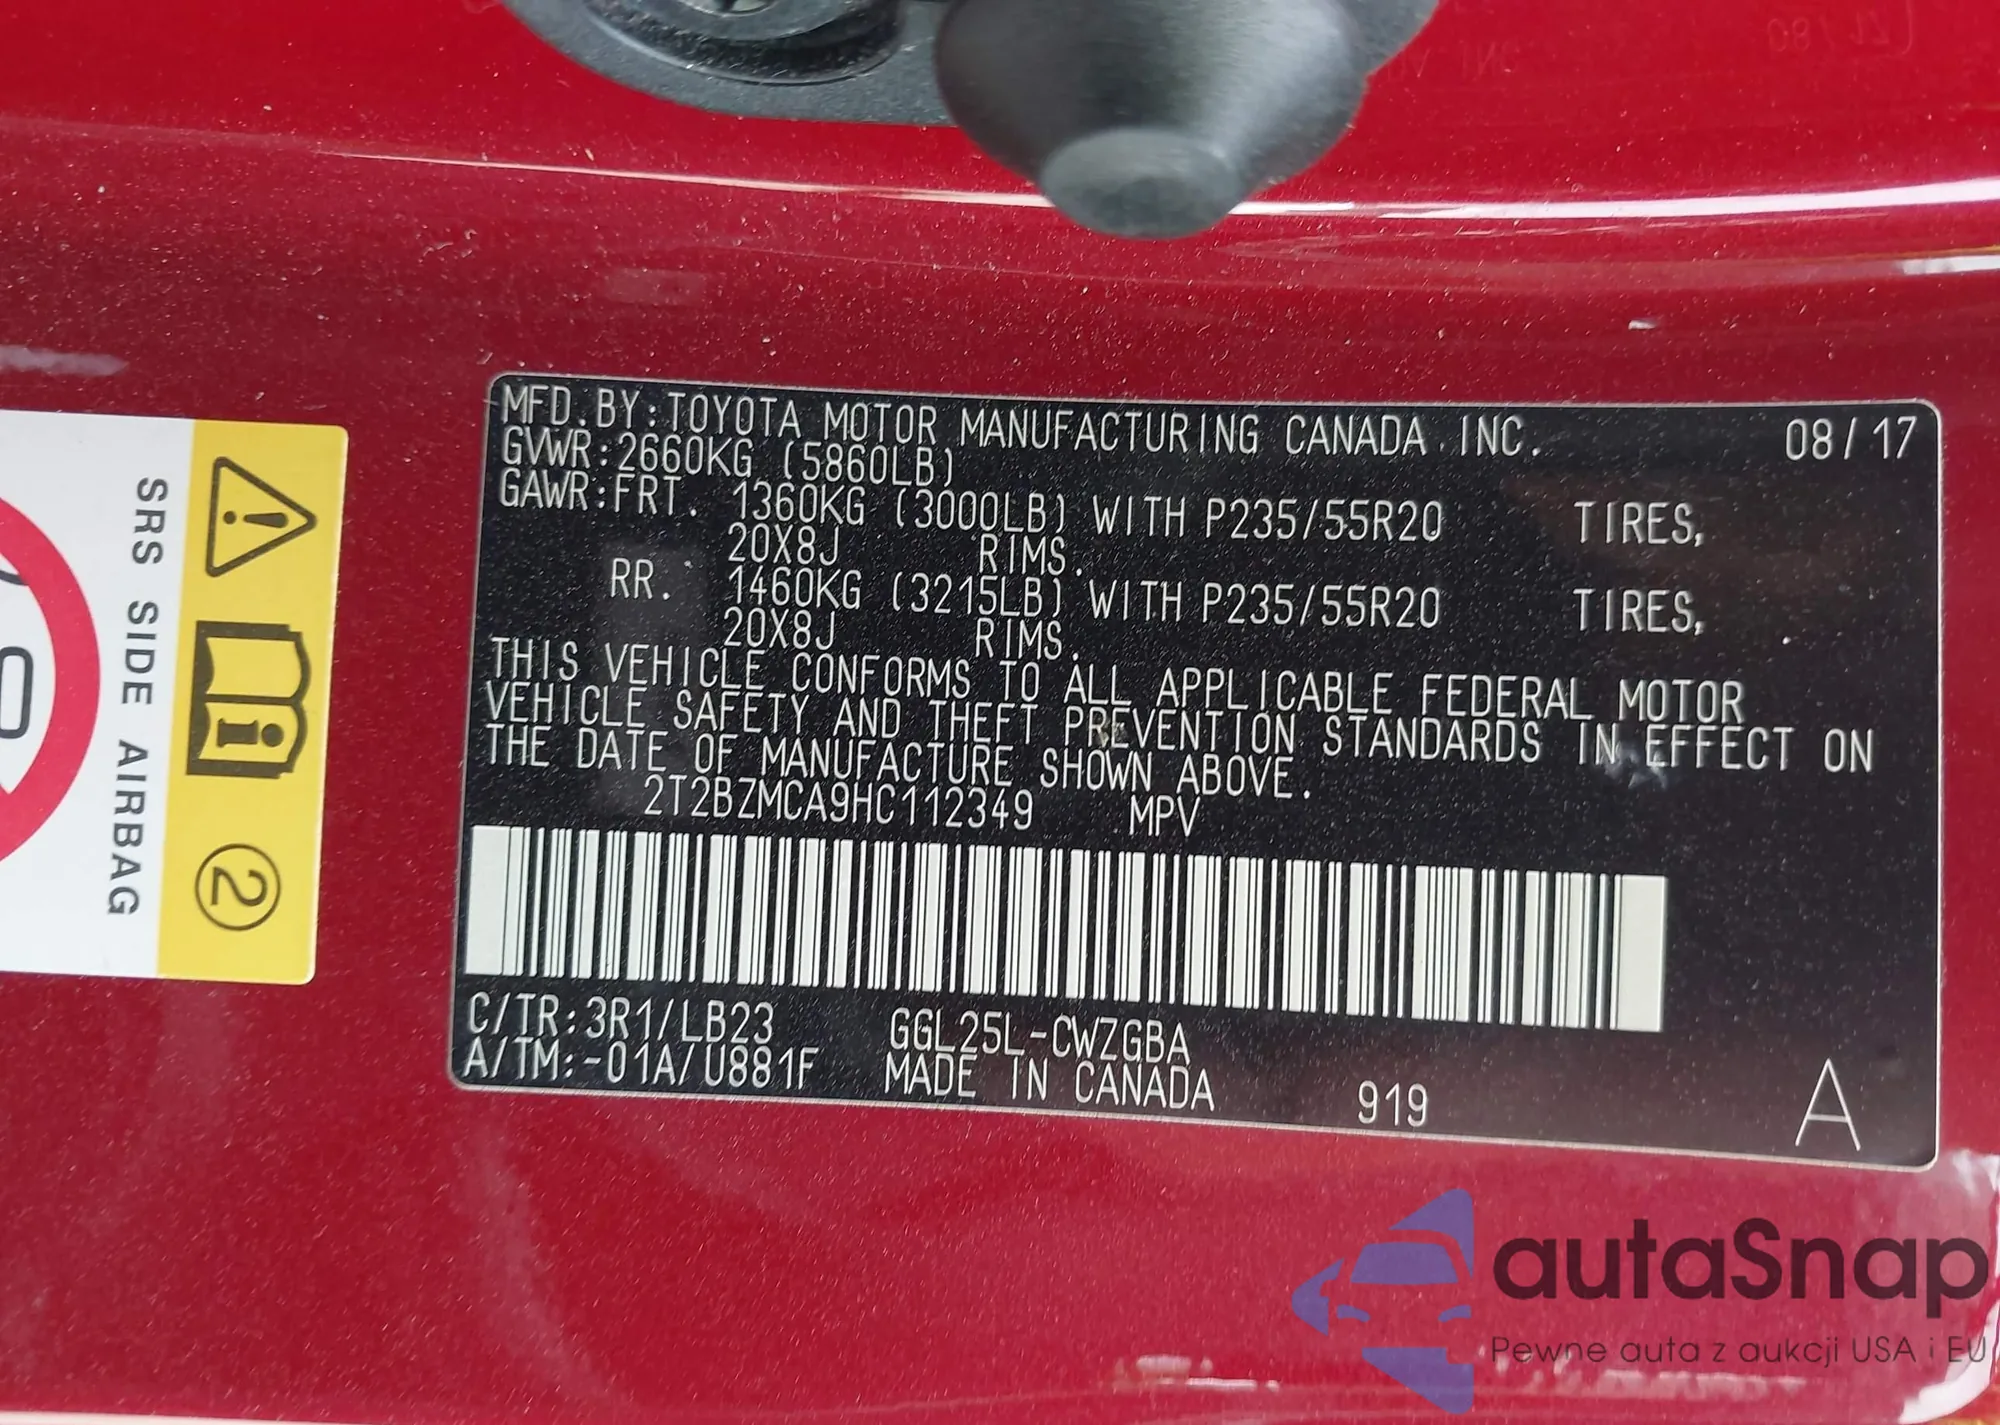 MFD.BY:TOYOTA MOTOR MANUFACTURING CANADA INC. 08/17
GVWR:2660KG (5860LB)
GAWR:FRT. 1360KG (3000LB) WITH P235/55R20 TIRES,
20X8J RIMS.
RR. 1460KG (3215LB) WITH P235/55R20 TIRES,
20X8J RIMS.
THIS VEHICLE CONFORMS TO ALL APPLICABLE FEDERAL MOTOR
VEHICLE SAFETY AND THEFT PREVENTION STANDARDS IN EFFECT ON
THE DATE OF MANUFACTURE SHOWN ABOVE.
2T2BZMCA9HC112349 MPV
C/TR:3R1/LB23 GGL25L-CWZGBA
A/TM:-01A/U881F MADE IN CANADA 919 A
SRS SIDE AIRBAG
2
autaSnap
Pewne auta z aukcji USA i EU